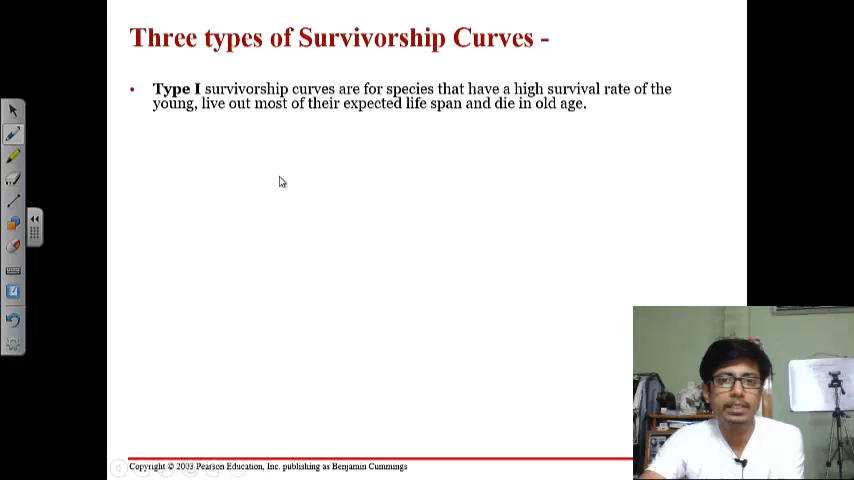 Three types of Survivorship Curves -
• Type I survivorship curves are for species that have a high survival rate of the
young, live out most of their expected life span and die in old age.
Copyright © 2003 Pearson Education, Inc. publishing as Benjamin Cummings